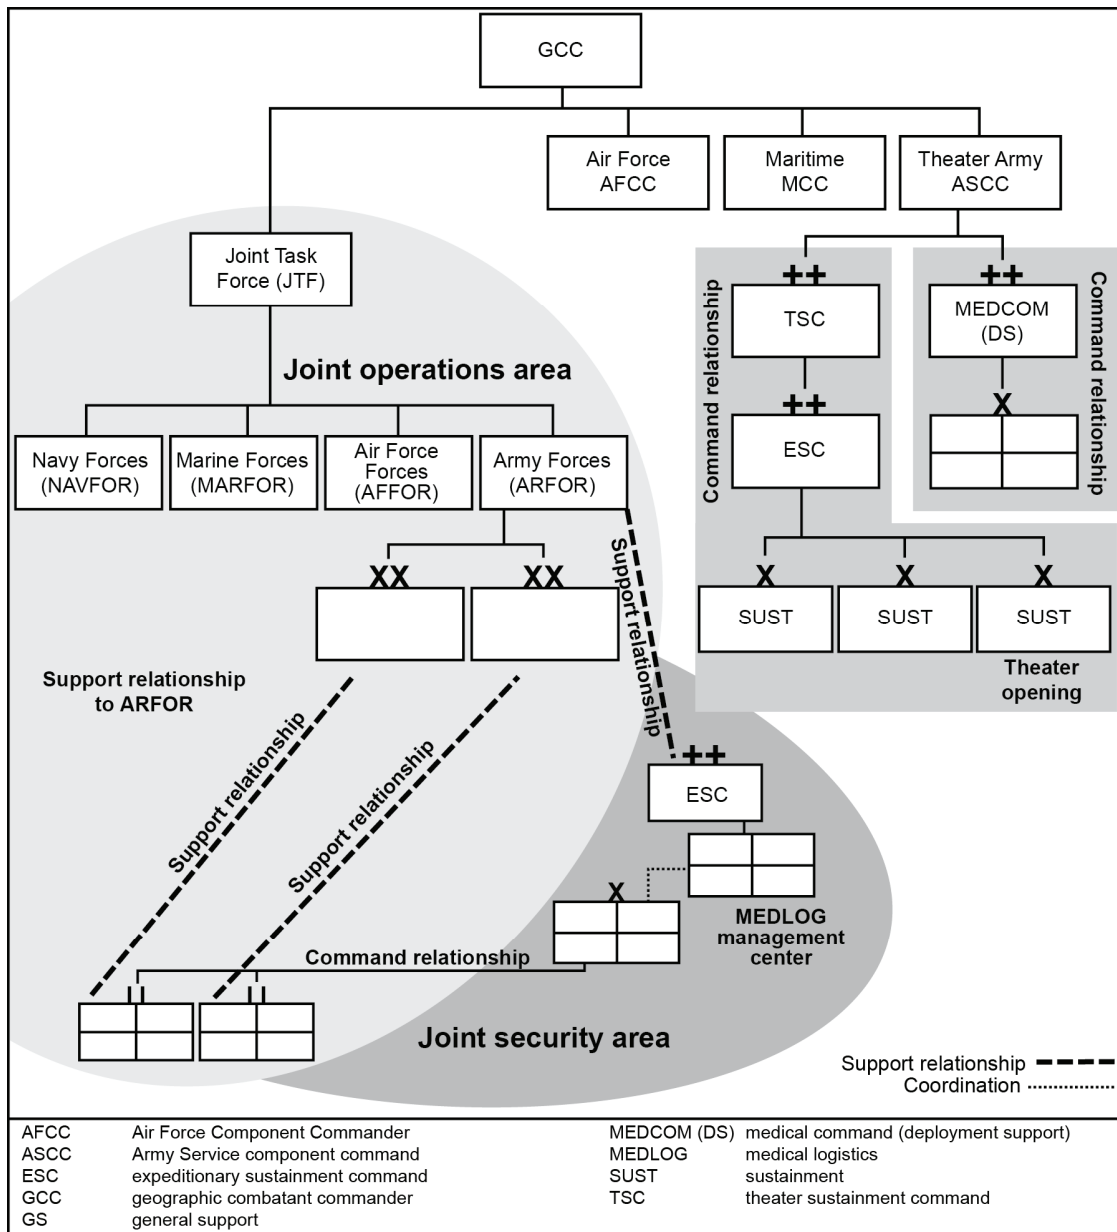 GCC
Air Force
AFCC
Maritime
MCC
Theater Army
ASCC
Joint Task
Force (JTF)
++
TSC
++
MEDCOM
(DS)
Command relationship
Command relationship
Joint operations area
++
ESC
X
Navy Forces
(NAVFOR)
Marine Forces
(MARFOR)
Air Force
Forces
(AFFOR)
Army Forces
(ARFOR)
XX
XX
Support relationship
X
SUST
X
SUST
X
SUST
Theater
opening
Support relationship
to ARFOR
Support relationship
Support relationship
++
ESC
X
MEDLOG
management
center
Command relationship
II
II
Joint security area
Support relationship
Coordination
AFCC Air Force Component Commander
ASCC Army Service component command
ESC expeditionary sustainment command
GCC geographic combatant commander
GS general support
MEDCOM (DS) medical command (deployment support)
MEDLOG medical logistics
SUST sustainment
TSC theater sustainment command